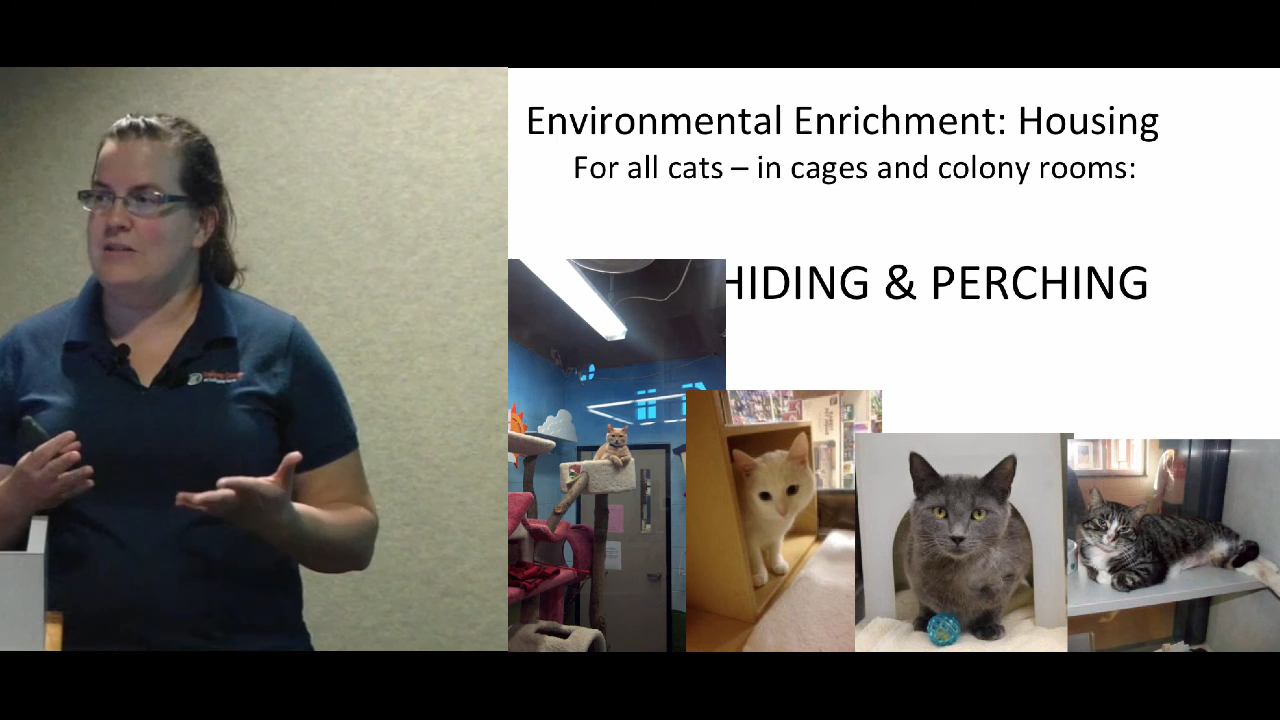 Environmental Enrichment: Housing
For all cats – in cages and colony rooms:
HIDING & PERCHING